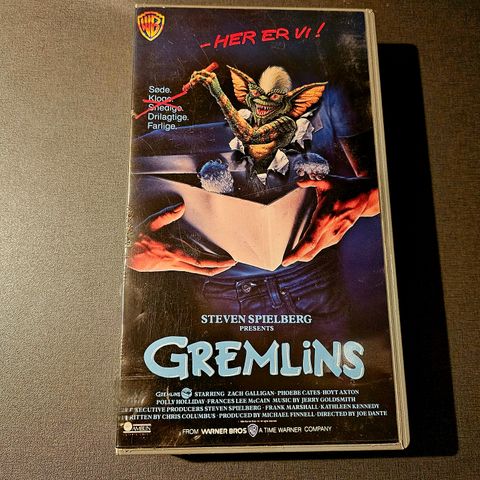 WB
– HER ER VI !
Søde.
Kloge.
Snedige.
Drilagtige.
Farlige.
STEVEN SPIELBERG
PRESENTS
GREMLiNS
GREMLINS STARRING ZACH GALLIGAN · PHOEBE CATES · HOYT AXTON
POLLY HOLLIDAY · FRANCES LEE McCAIN MUSIC BY JERRY GOLDSMITH
EXECUTIVE PRODUCERS STEVEN SPIELBERG · FRANK MARSHALL · KATHLEEN KENNEDY
WRITTEN BY CHRIS COLUMBUS PRODUCED BY MICHAEL FINNELL DIRECTED BY JOE DANTE
AMBLIN
FROM WARNER BROS A TIME WARNER COMPANY